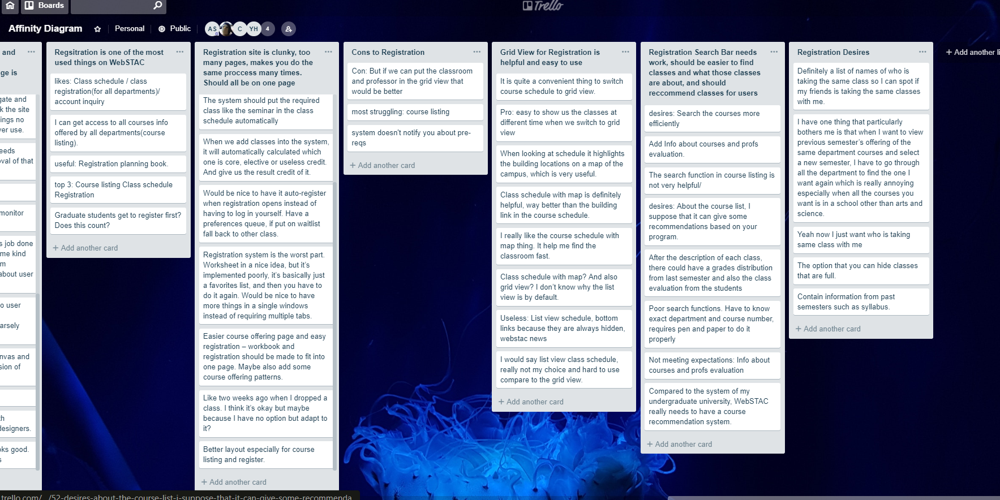 Boards
Trello
Affinity Diagram
Personal
Public
AS
C
YH
4
and
ge is
gate and
k the site
ings no
ver use.
eeds
oval of that
monitor
s job done
me kind
m
about user
o user
arsely
nvas and
sion of
th
designers.
oks good.
s
Regsitration is one of the most
used things on WebSTAC
likes: Class schedule / class
registration(for all departments)/
account inquiry
I can get access to all courses info
offered by all departments(course
listing).
useful: Registration planning book.
top 3: Course listing Class schedule
Registration
Graduate students get to register first?
Does this count?
+ Add another card
Registration site is clunky, too
many pages, makes you do the
same proccess many times.
Should all be on one page
The system should put the required
class like the seminar in the class
schedule automatically
When we add classes into the system,
it will automatically calculated which
one is core, elective or useless credit.
And give us the result credit of it.
Would be nice to have it auto-register
when registration opens instead of
having to log in yourself. Have a
preferences queue, if put on waitlist
fall back to other class.
Registration system is the worst part.
Worksheet in a nice idea, but it's
implemented poorly, it's basically just
a favorites list, and then you have to
do it again. Would be nice to have
more things in a single windows
instead of requiring multiple tabs.
Easier course offering page and easy
registration – workbook and
registration should be made to fit into
one page. Maybe also add some
course offering patterns.
Like two weeks ago when I dropped a
class. I think it's okay but maybe
because I have no option but adapt to
it?
Better layout especially for course
listing and register.
+ Add another card
Cons to Registration
Con: But if we can put the classroom
and professor in the grid view that
would be better
most struggling: course listing
system doesn't notify you about pre-
reqs
+ Add another card
Grid View for Registration is
helpful and easy to use
It is quite a convenient thing to switch
course schedule to grid view.
Pro: easy to show us the classes at
different time when we switch to grid
view
When looking at schedule it highlights
the building locations on a map of the
campus, which is very useful.
Class schedule with map is definitely
helpful, way better than the building
link in the course schedule.
I really like the course schedule with
map thing. It help me find the
classroom fast.
Class schedule with map? And also
grid view? I don't know why the list
view is by default.
Useless: List view schedule, bottom
links because they are always hidden,
webstac news
I would say list view class schedule,
really not my choice and hard to use
compare to the grid view.
+ Add another card
Registration Search Bar needs
work, should be easier to find
classes and what those classes
are about, and should
reccommend classes for users
desires: Search the courses more
efficiently
Add Info about courses and profs
evaluation.
The search function in course listing is
not very helpful/
desires: About the course list, I
suppose that it can give some
recommendations based on your
program.
After the description of each class,
there could have a grades distribution
from last semester and also the class
evaluation from the students
Poor search functions. Have to know
exact department and course number,
requires pen and paper to do it
properly
Not meeting expectations: Info about
courses and profs evaluation
Compared to the system of my
undergraduate university, WebSTAC
really needs to have a course
recommendation system.
+ Add another card
Registration Desires
Definitely a list of names of who is
taking the same class so I can spot if
my friends is taking the same classes
with me.
I have one thing that particularly
bothers me is that when I want to view
previous semester's offering of the
same department courses and select
a new semester, I have to go through
all the department to find the one I
want again which is really annoying
especially when all the courses you
want is in a school other than arts and
science.
Yeah now I just want who is taking
same class with me
The option that you can hide classes
that are full.
Contain information from past
semesters such as syllabus.
+ Add another card
+ Add another li
trello.com/.../52-desires-about-the-course-list-i-suppose-that-it-can-give-some-recommenda